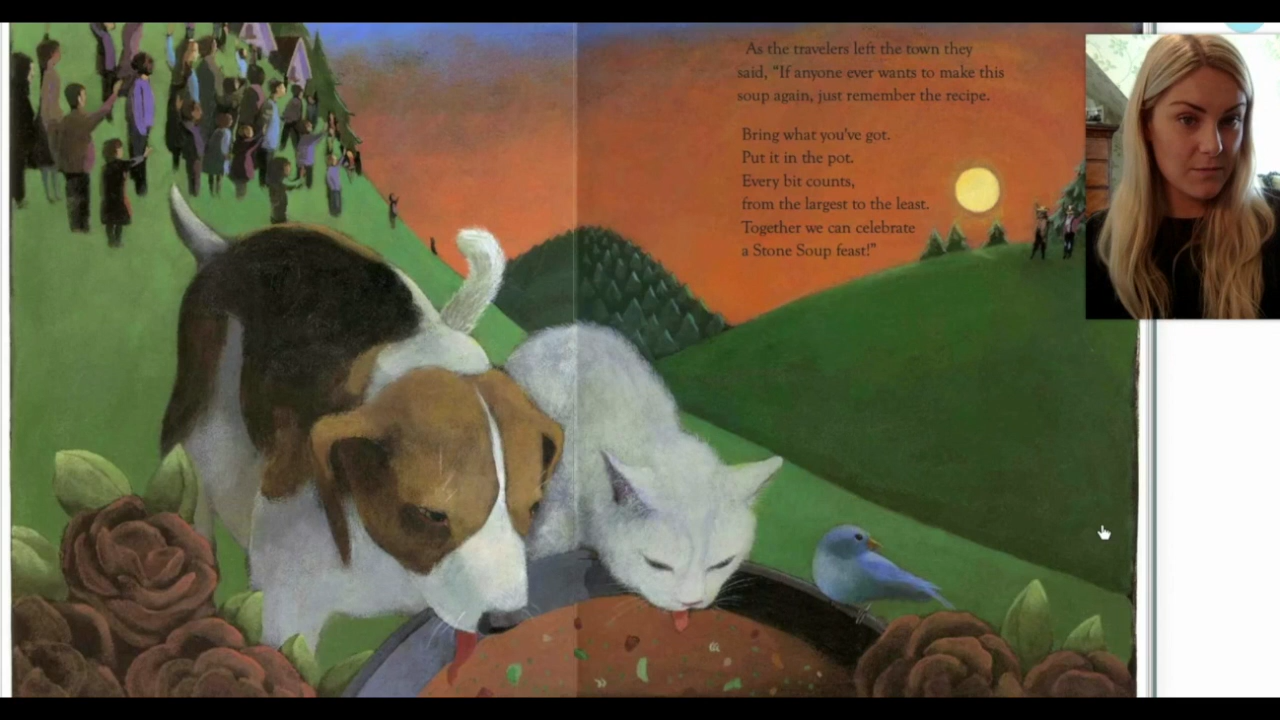 As the travelers left the town they
said, “If anyone ever wants to make this
soup again, just remember the recipe.
Bring what you've got.
Put it in the pot.
Every bit counts,
from the largest to the least.
Together we can celebrate
a Stone Soup feast!”